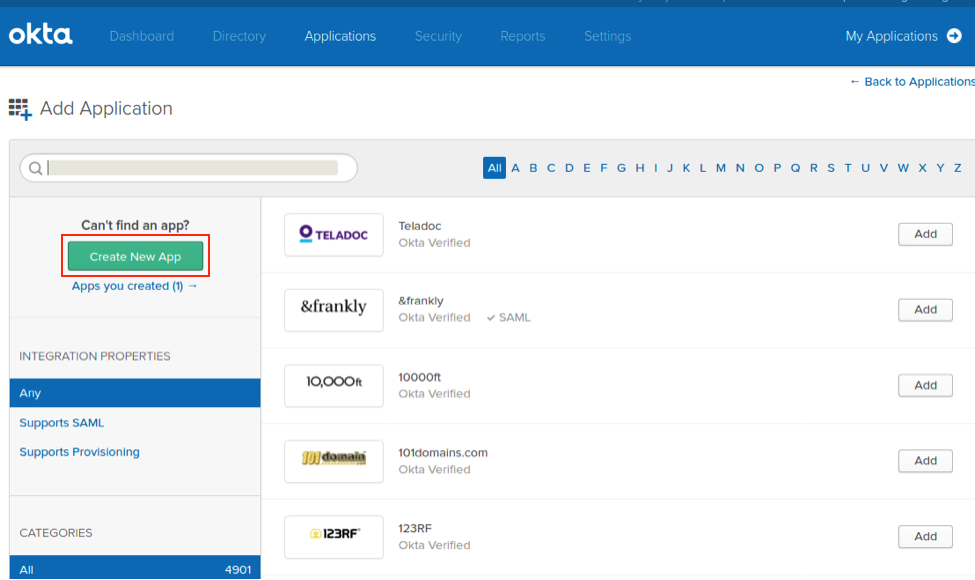 okta
Dashboard Directory Applications Security Reports Settings My Applications
← Back to Applications
Add Application
All A B C D E F G H I J K L M N O P Q R S T U V W X Y Z
Can't find an app?
Create New App
Apps you created (1) →
INTEGRATION PROPERTIES
Any
Supports SAML
Supports Provisioning
CATEGORIES
All 4901
TELADOC
Teladoc
Okta Verified
Add
&frankly
&frankly
Okta Verified ✓ SAML
Add
10,000ft
10000ft
Okta Verified
Add
101domain
101domains.com
Okta Verified
Add
123RF
123RF
Okta Verified
Add